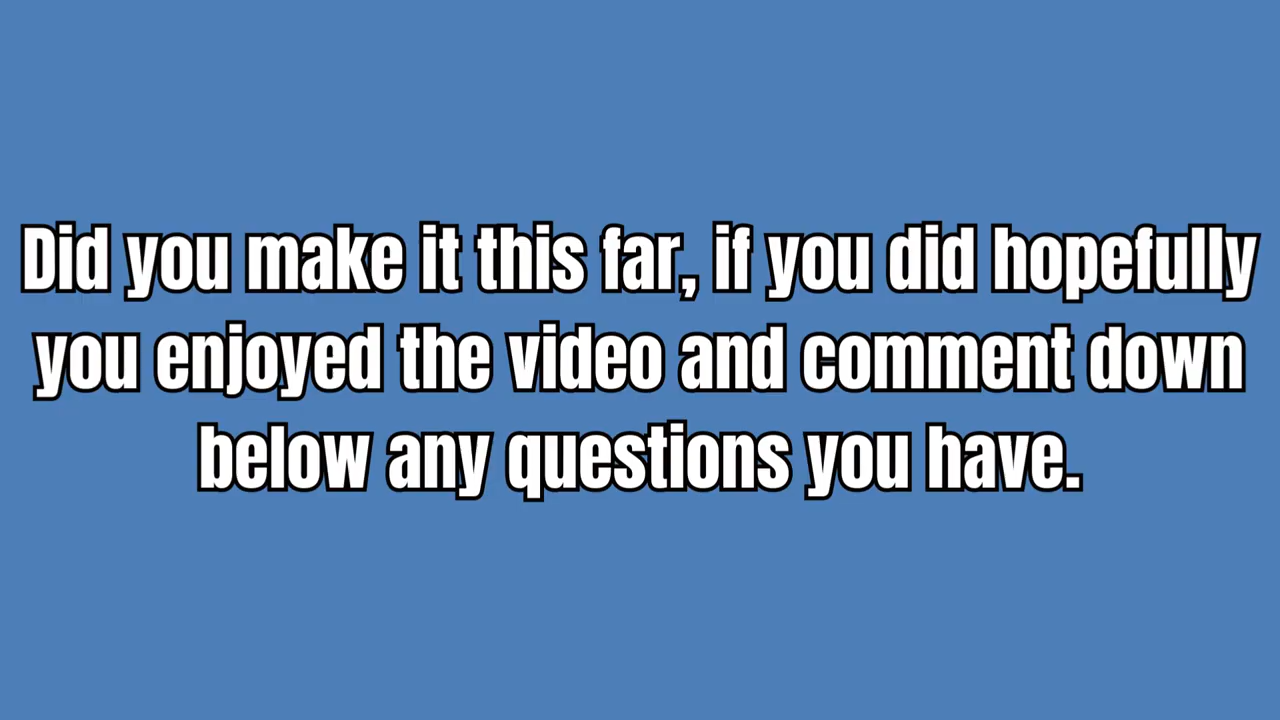 Did you make it this far, if you did hopefully
you enjoyed the video and comment down
below any questions you have.